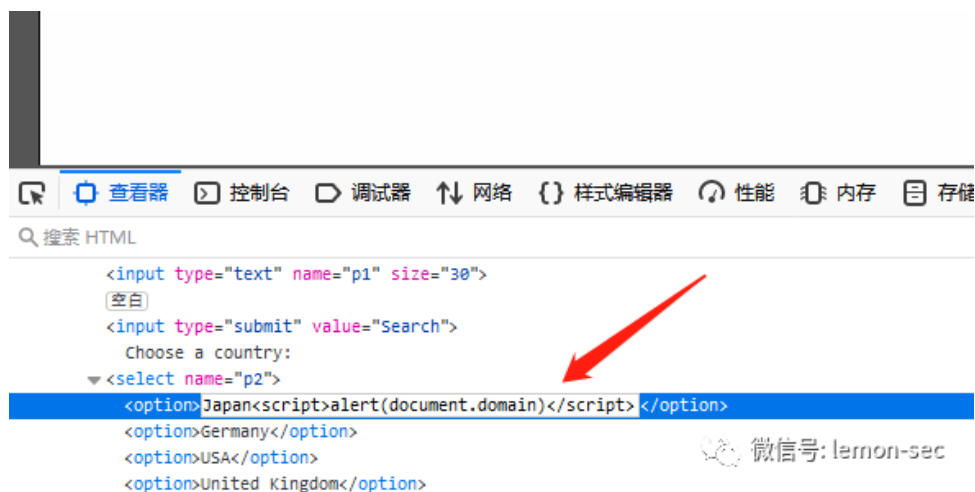 查看器 控制台 调试器 网络 {} 样式编辑器 性能 内存 存储
搜索 HTML
<input type="text" name="p1" size="30">
空白
<input type="submit" value="Search">
Choose a country:
<select name="p2">
<option>Japan<script>alert(document.domain)</script></option>
<option>Germany</option>
<option>USA</option>
<option>United Kingdom</option>
微信号: lemon-sec